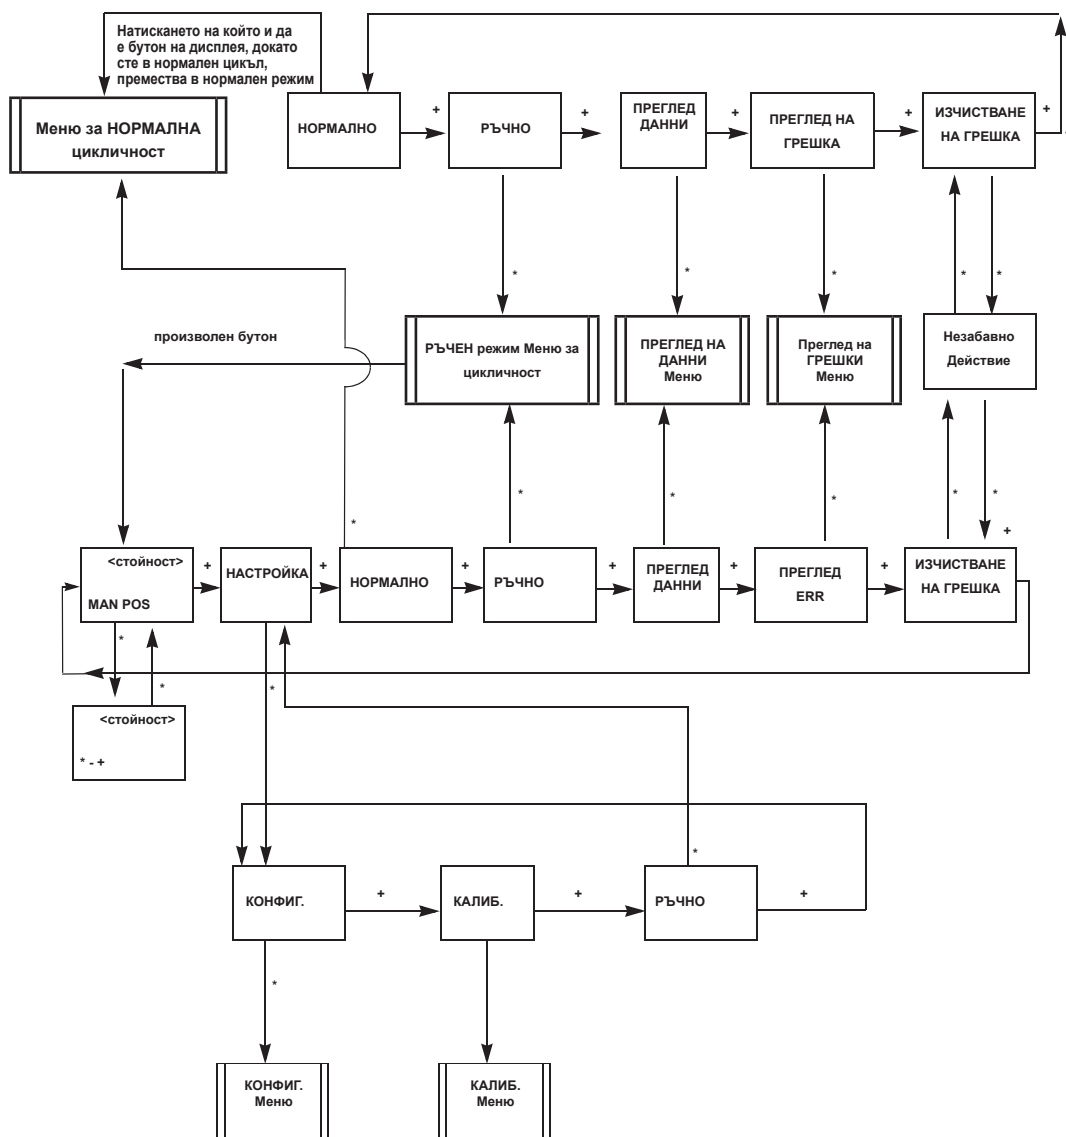 Натискането на който и да
е бутон на дисплея, докато
сте в нормален цикъл,
премества в нормален режим
Меню за НОРМАЛНА
цикличност
НОРМАЛНО
+
РЪЧНО
+
ПРЕГЛЕД
ДАННИ
+
ПРЕГЛЕД НА
ГРЕШКА
+
ИЗЧИСТВАНЕ
НА ГРЕШКА
+
*
*
*
*
*
произволен бутон
РЪЧЕН режим Меню за
цикличност
ПРЕГЛЕД НА
ДАННИ
Меню
Преглед на
ГРЕШКИ
Меню
Незабавно
Действие
*
*
*
*
*
*
+
<стойност>
MAN POS
+
НАСТРОЙКА
+
НОРМАЛНО
+
РЪЧНО
+
ПРЕГЛЕД
ДАННИ
+
ПРЕГЛЕД
ERR
+
ИЗЧИСТВАНЕ
НА ГРЕШКА
*
*
*
<стойност>
* - +
*
КОНФИГ.
+
КАЛИБ.
+
РЪЧНО
+
*
КОНФИГ.
Меню
КАЛИБ.
Меню